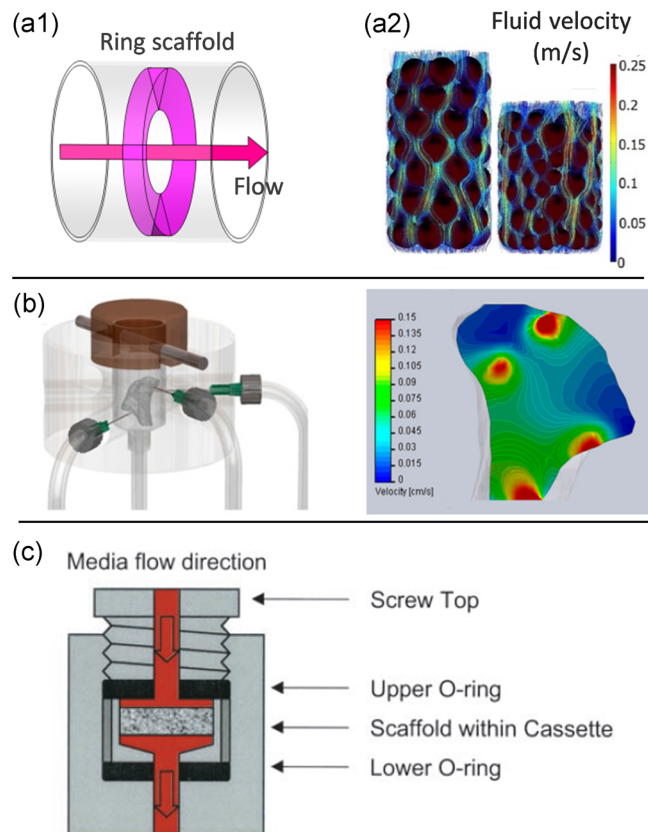 (a1)
Ring scaffold
Flow
(a2)
Fluid velocity
(m/s)
0.25
0.2
0.15
0.1
0.05
0
(b)
0.15
0.135
0.12
0.105
0.09
0.075
0.06
0.045
0.03
0.015
0
Velocity [cm/s]
(c)
Media flow direction
Screw Top
Upper O-ring
Scaffold within Cassette
Lower O-ring